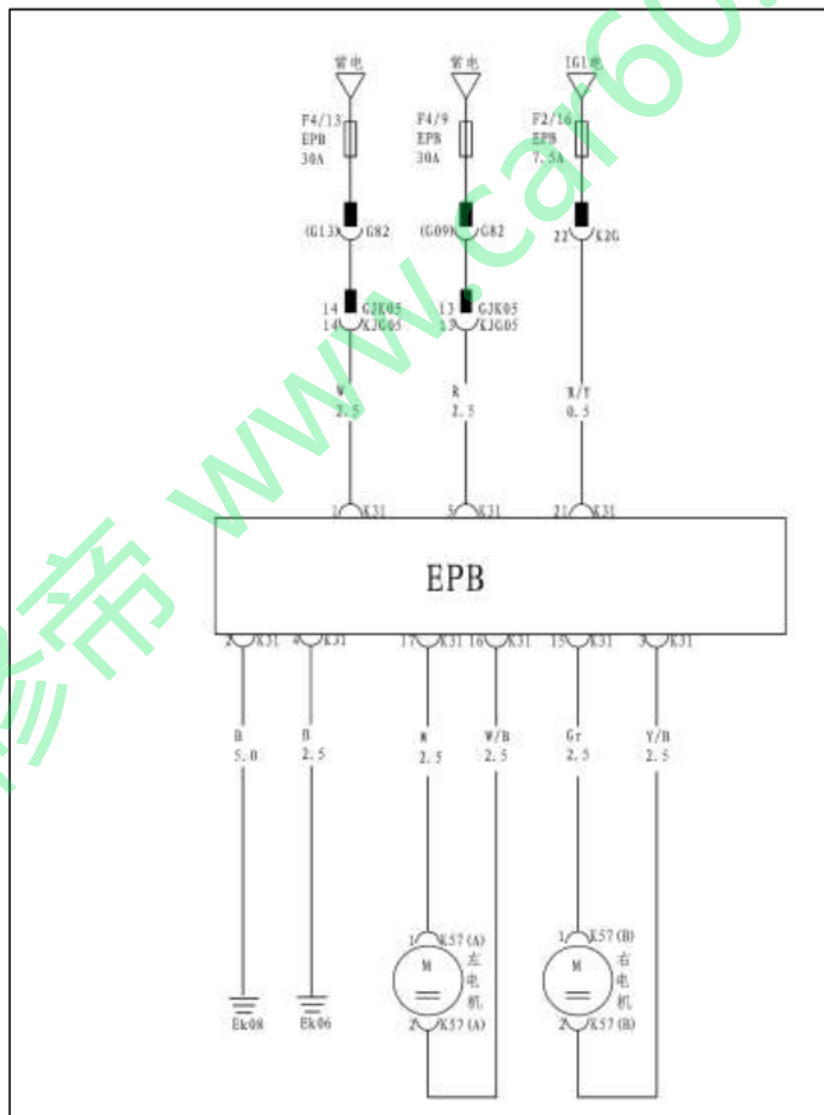 常电
常电
IG1电
F4/13
EPB
30A
F4/9
EPB
30A
F2/16
EPB
7.5A
(G13) G82
(G09) G82
22 K2G
14 GJK05
14 KJG05
13 GJK05
13 KJG05
W
2.5
R
2.5
R/Y
0.5
1 K31
5 K31
21 K31
EPB
2 K31
4 K31
17 K31
16 K31
15 K31
3 K31
B
5.0
B
2.5
W
2.5
W/B
2.5
Gr
2.5
Y/B
2.5
1 K57(A)
M
左电机
2 K57(A)
1 K57(B)
M
右电机
2 K57(B)
Ek08
Ek06
修帝 www.car60